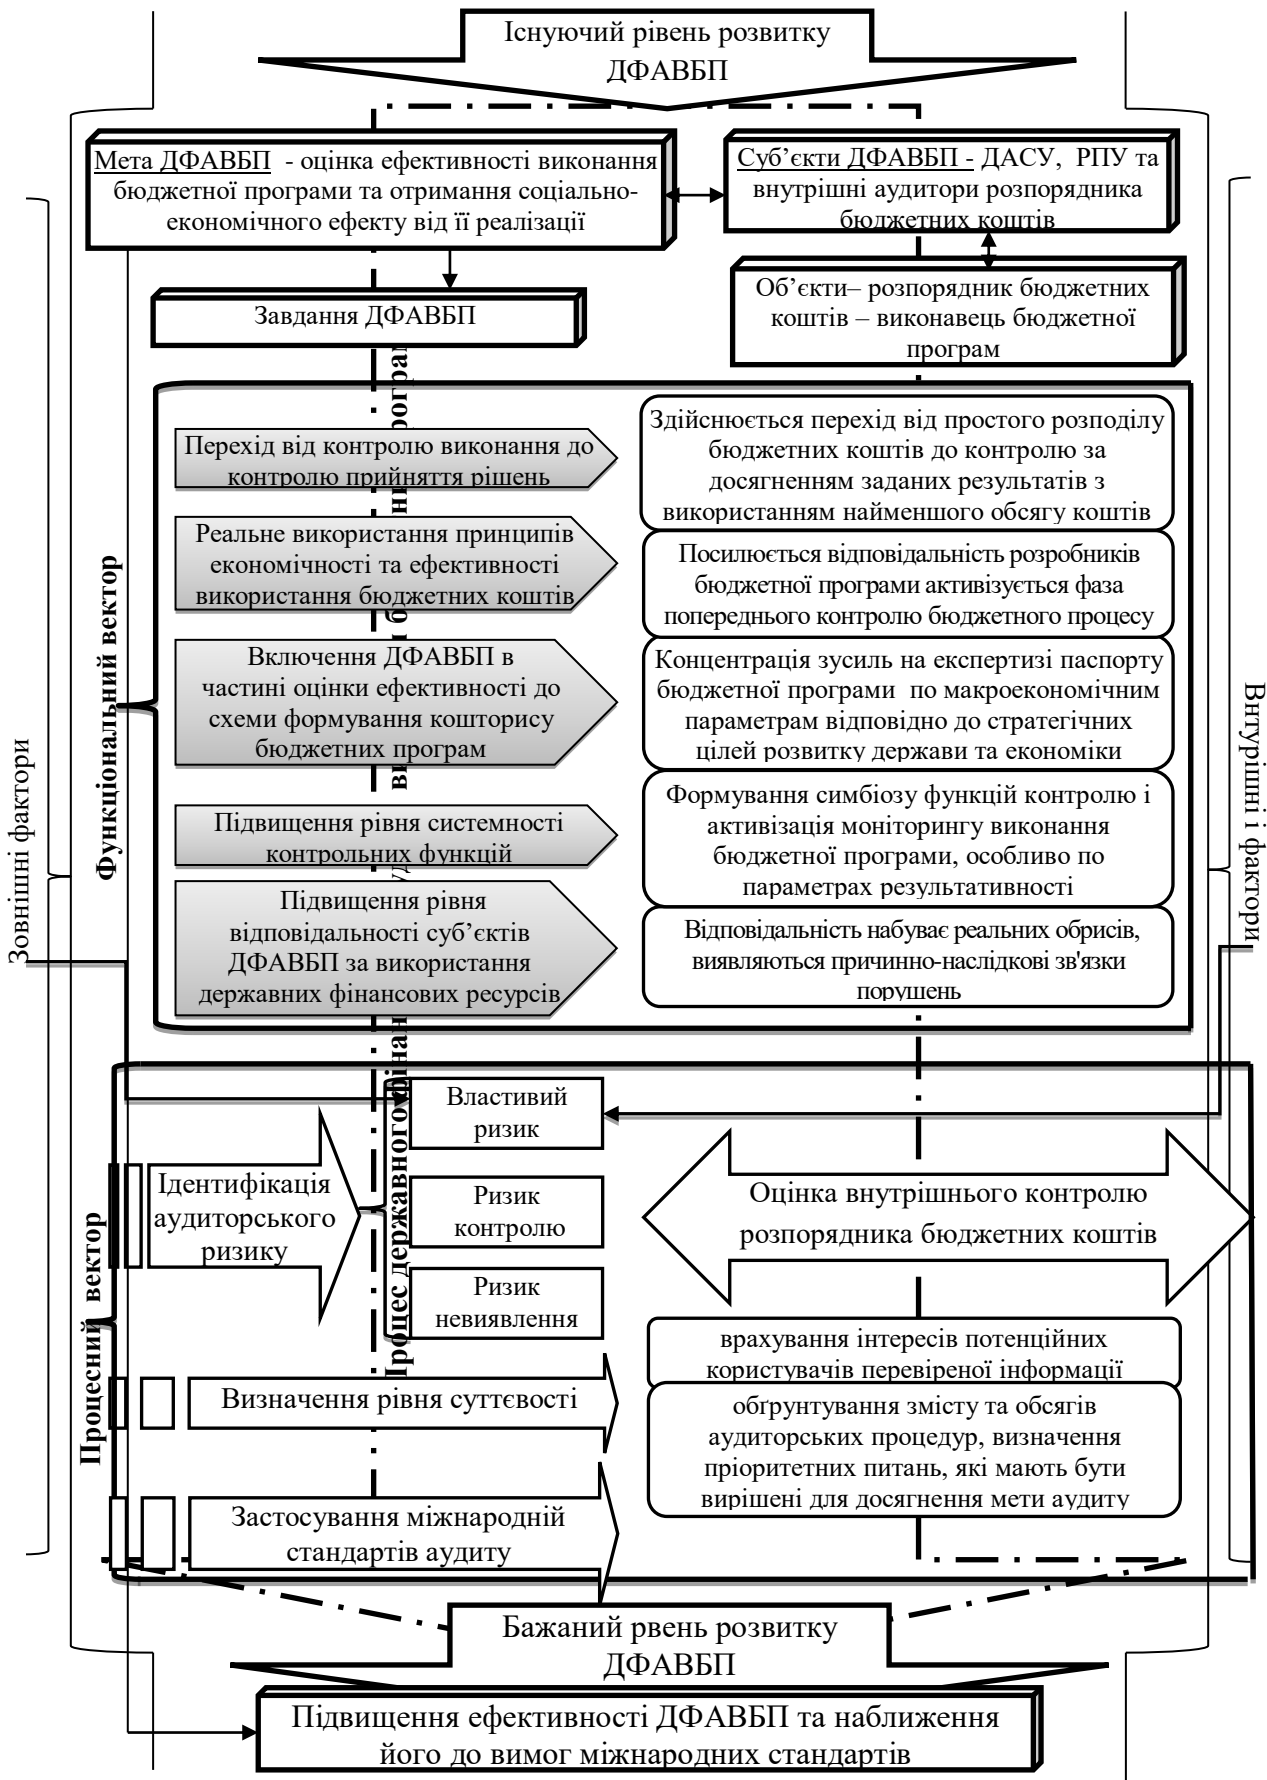 Існуючий рівень розвитку
ДФАВБП
Мета ДФАВБП - оцінка ефективності виконання
бюджетної програми та отримання соціально-
економічного ефекту від її реалізації
Суб’єкти ДФАВБП - ДАСУ, РПУ та
внутрішні аудитори розпорядника
бюджетних коштів
Завдання ДФАВБП
Об’єкти– розпорядник бюджетних
коштів – виконавець бюджетної
програм
Зовнішні фактори
Функціональний вектор
Перехід від контролю виконання до
контролю прийняття рішень
Здійснюється перехід від простого розподілу
бюджетних коштів до контролю за
досягненням заданих результатів з
використанням найменшого обсягу коштів
Реальне використання принципів
економічності та ефективності
використання бюджетних коштів
Посилюється відповідальність розробників
бюджетної програми активізується фаза
попереднього контролю бюджетного процесу
Включення ДФАВБП в
частині оцінки ефективності до
схеми формування кошторису
бюджетних програм
Концентрація зусиль на експертизі паспорту
бюджетної програми по макроекономічним
параметрам відповідно до стратегічних
цілей розвитку держави та економіки
Підвищення рівня системності
контрольних функцій
Формування симбіозу функцій контролю і
активізація моніторингу виконання
бюджетної програми, особливо по
параметрах результативності
Підвищення рівня
відповідальності суб’єктів
ДФАВБП за використання
державних фінансових ресурсів
Відповідальність набуває реальних обрисів,
виявляються причинно-наслідкові зв'язки
порушень
Внтурішні і фактори
Процесний вектор
державного
Ідентифікація
аудиторського
ризику
Властивий
ризик
Ризик
контролю
Ризик
невиявлення
Оцінка внутрішнього контролю
розпорядника бюджетних коштів
врахування інтересів потенційних
користувачів перевіреної інформації
Визначення рівня суттєвості
обґрунтування змісту та обсягів
аудиторських процедур, визначення
пріоритетних питань, які мають бути
вирішені для досягнення мети аудиту
Застосування міжнародній
стандартів аудиту
Бажаний рвень розвитку
ДФАВБП
Підвищення ефективності ДФАВБП та наближення
його до вимог міжнародних стандартів